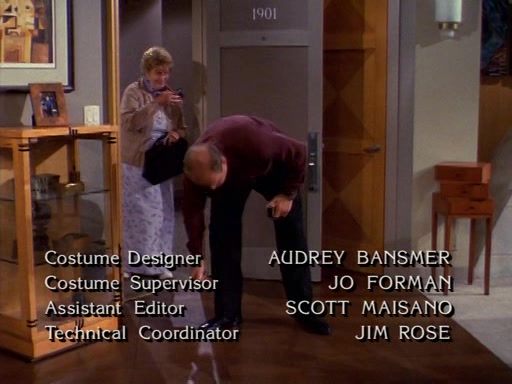 1901
Costume Designer AUDREY BANSMER
Costume Supervisor JO FORMAN
Assistant Editor SCOTT MAISANO
Technical Coordinator JIM ROSE